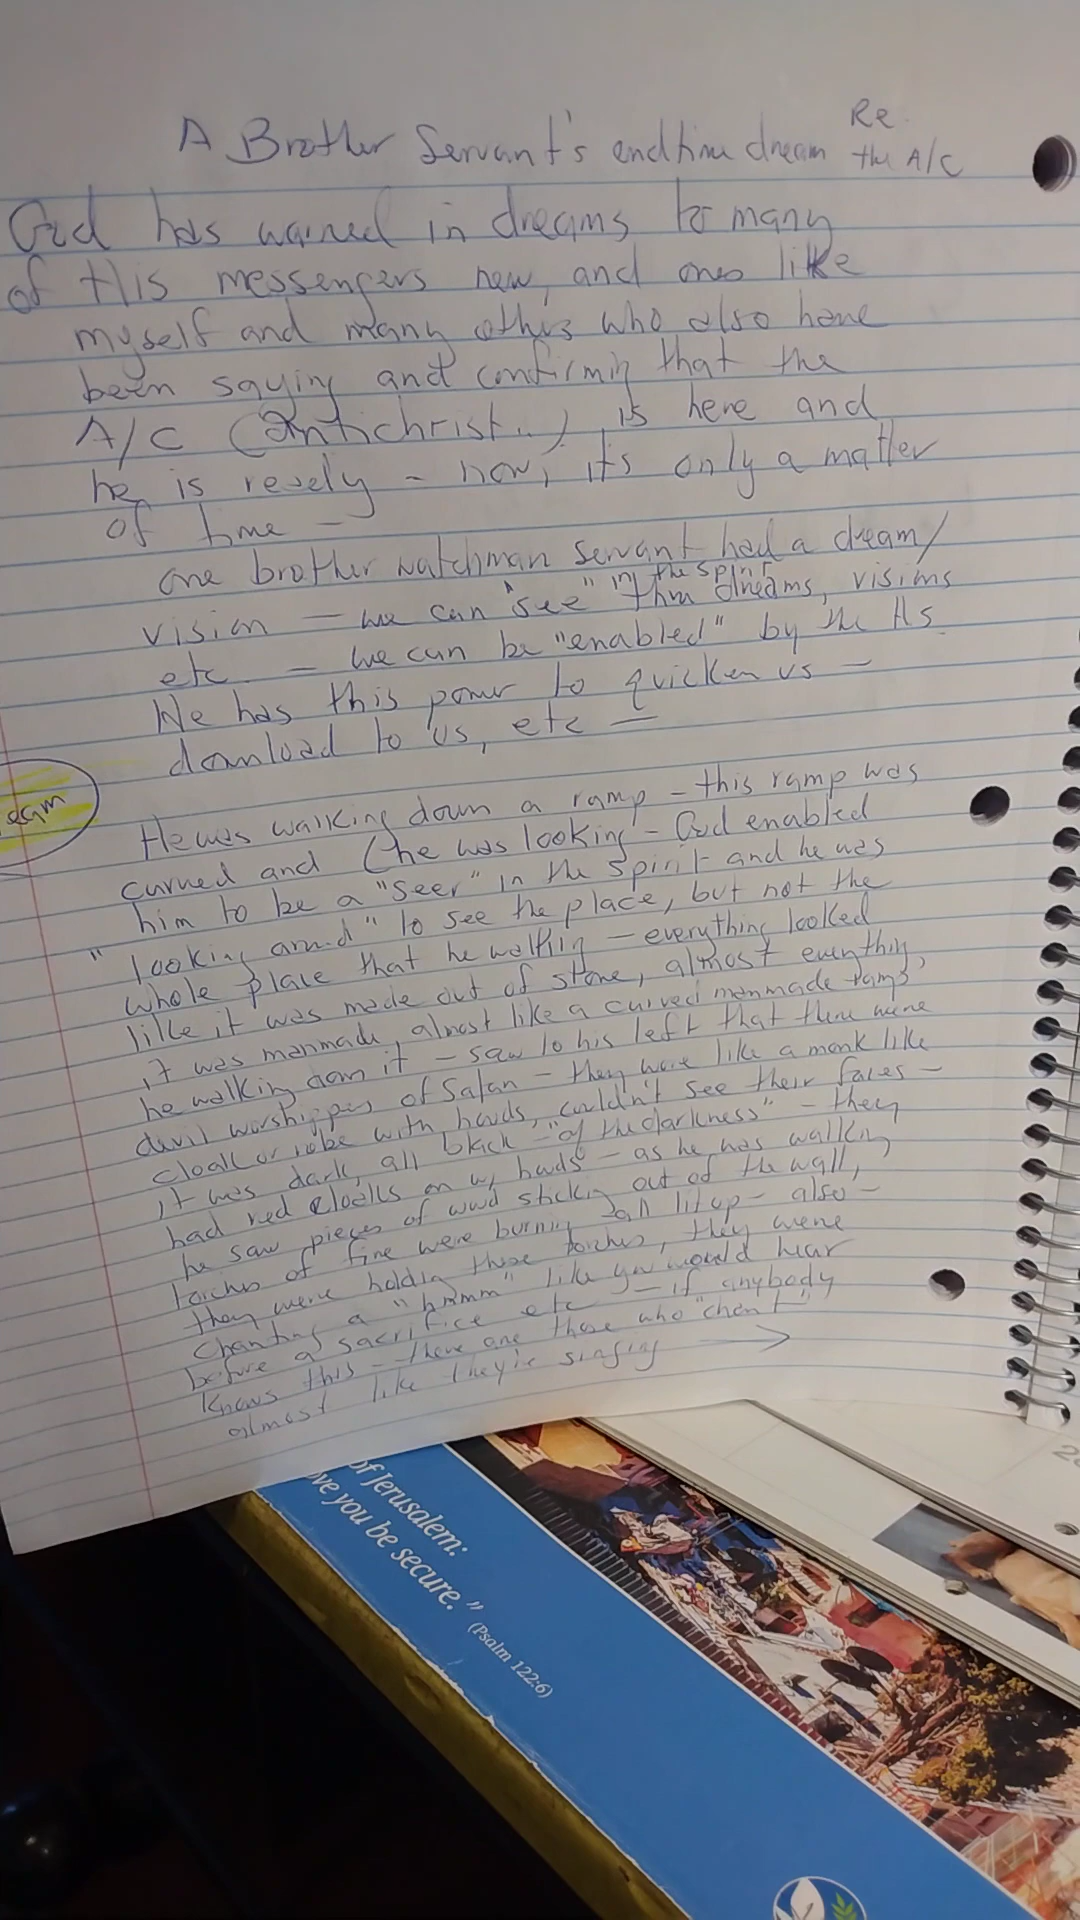 A Brother Servant's endtime dream Re the A/C
God has warned in dreams to many
of His messengers now, and ones like
myself and many others who also have
been saying and confirming that the
A/C (Antichrist..) is here and
he is ready - now, it's only a matter
of time -
one brother watchman servant had a dream/
vision - we can "see" in the spirit thru dreams, visions
etc - we can be "enabled" by the HS.
He has this power to quicken us -
download to us, etc -
eam
He was walking down a ramp - this ramp was
curved and (he was looking - God enabled
him to be a "seer" in the spirit and he was
"looking around" to see the place, but not the
whole place that he walking - everything looked
like it was made out of stone, almost everything,
it was manmade, almost like a curved manmade ramp
he walking down it - saw to his left that there were
devil worshippers of Satan - they wore like a monk like
cloak or robe with hoods, couldn't see their faces -
it was dark, all black - "of the darkness" - they
had red cloaks on w/ hoods - as he was walking
he saw pieces of wood sticking out of the wall,
torches of fire were burning all lit up - also -
they were holding these torches, they were
chanting a "hmmm" like you would hear
before a sacrifice etc - if anybody
knows this - there are those who "chant"
almost like they're singing →
of Jerusalem:
ve you be secure."
(Psalm 122:6)